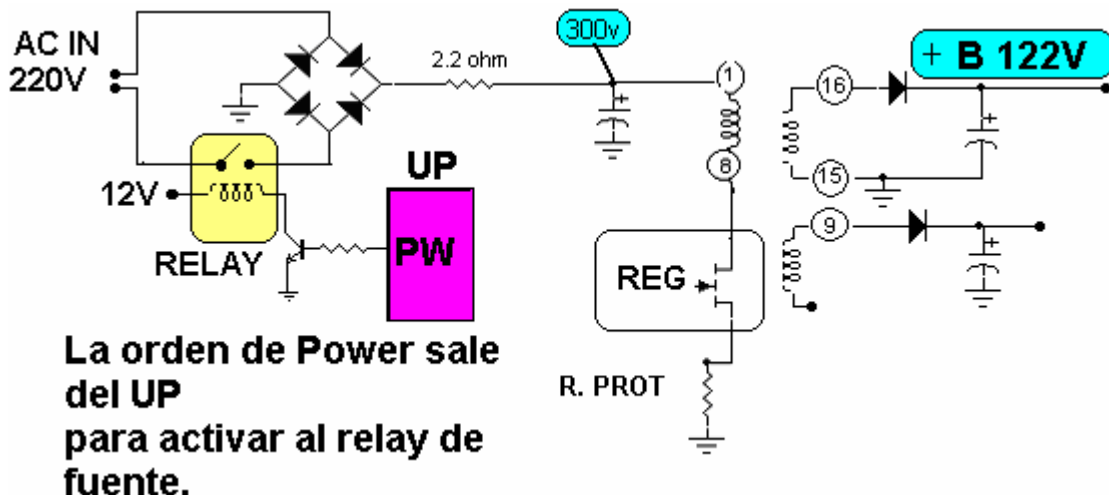 AC IN
220V
2.2 ohm
300v
+ B 122V
1
16
8
15
9
12V
RELAY
UP
PW
REG
R. PROT
La orden de Power sale
del UP
para activar al relay de
fuente.